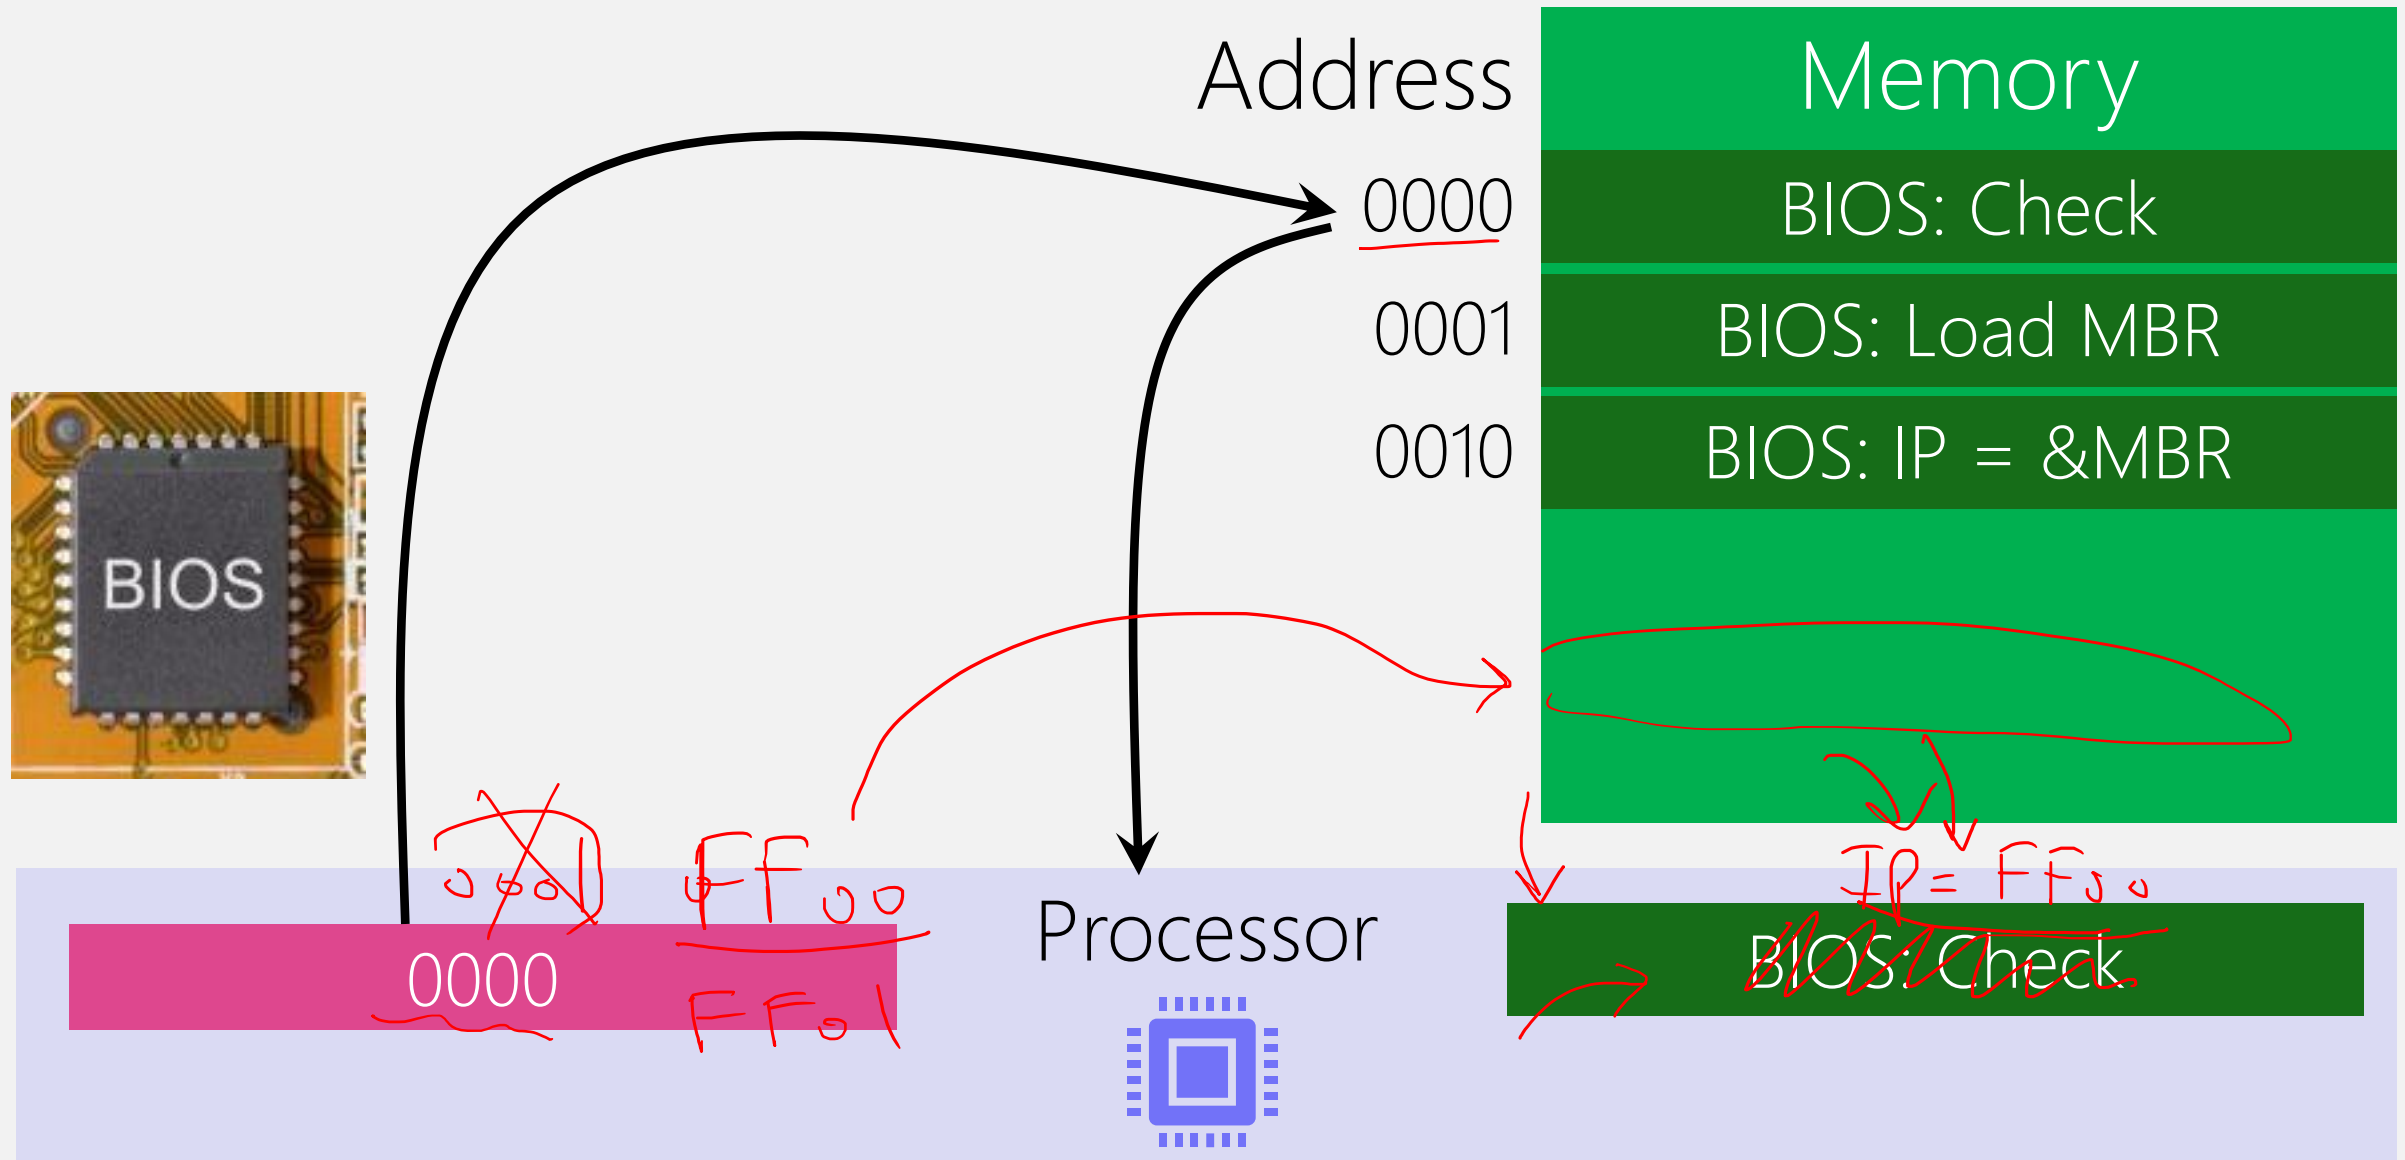 Address
Memory
0000
BIOS: Check
0001
BIOS: Load MBR
0010
BIOS: IP = &MBR
BIOS
0001
FF00
IP = FF00
Processor
0000
BIOS: Check
FF01